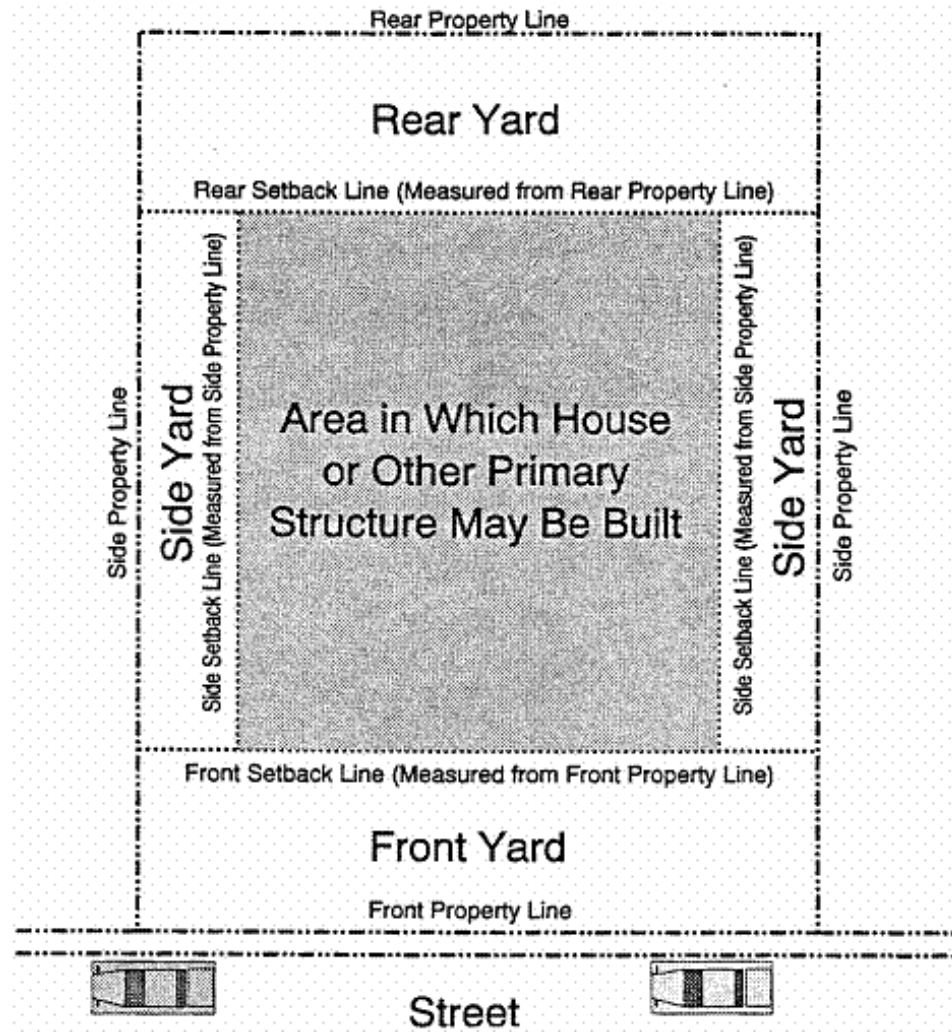 Rear Property Line
Rear Yard
Rear Setback Line (Measured from Rear Property Line)
Side Property Line
Side Yard
Side Setback Line (Measured from Side Property Line)
Area in Which House
or Other Primary
Structure May Be Built
Side Setback Line (Measured from Side Property Line)
Side Yard
Side Property Line
Front Setback Line (Measured from Front Property Line)
Front Yard
Front Property Line
Street